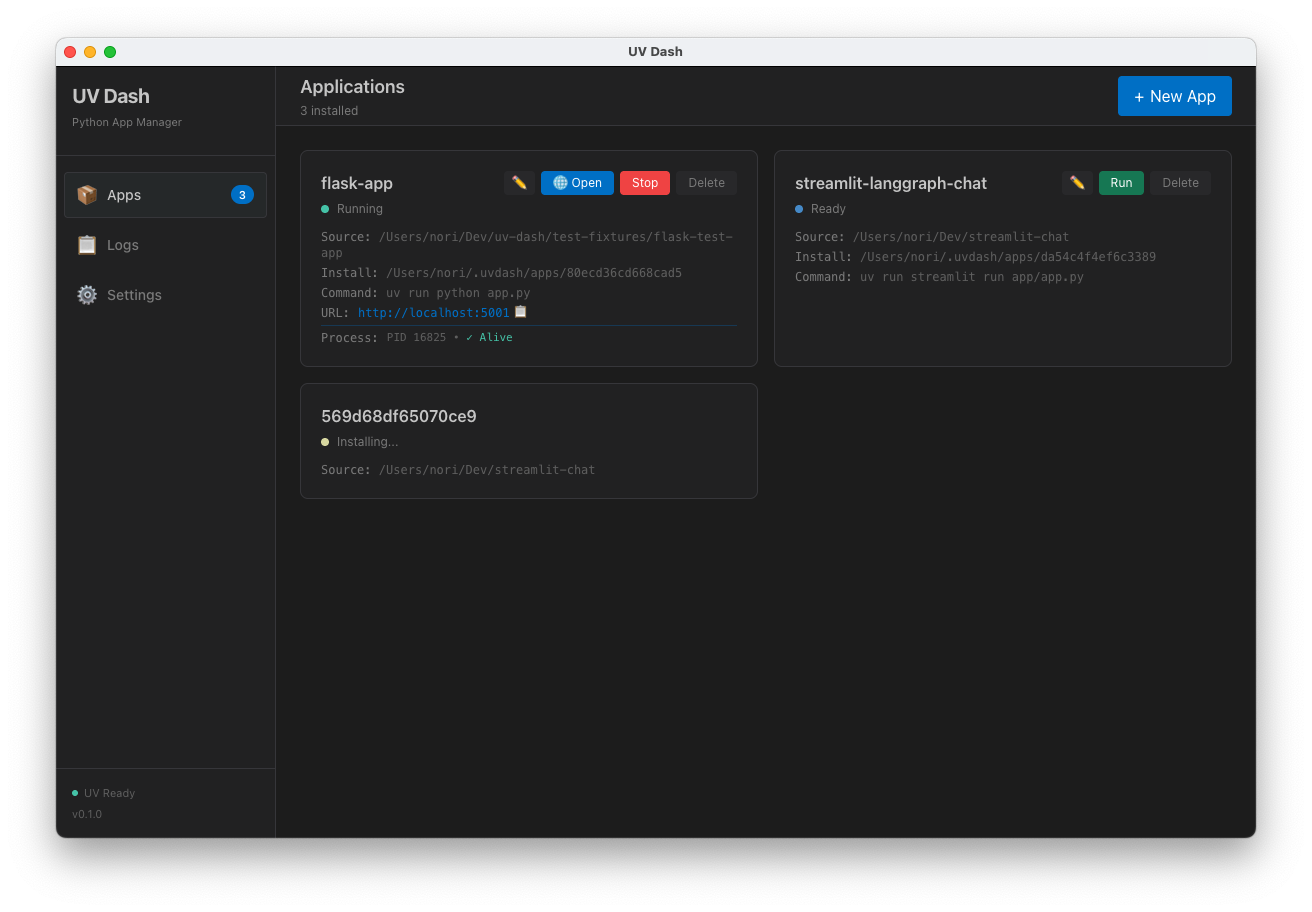 UV Dash
UV Dash
Python App Manager
Apps
3
Logs
Settings
UV Ready
v0.1.0
Applications
3 installed
+ New App
flask-app
Open
Stop
Delete
Running
Source: /Users/nori/Dev/uv-dash/test-fixtures/flask-test-
app
Install: /Users/nori/.uvdash/apps/80ecd36cd668cad5
Command: uv run python app.py
URL: http://localhost:5001
Process: PID 16825 • ✓ Alive
streamlit-langgraph-chat
Run
Delete
Ready
Source: /Users/nori/Dev/streamlit-chat
Install: /Users/nori/.uvdash/apps/da54c4f4ef6c3389
Command: uv run streamlit run app/app.py
569d68df65070ce9
Installing...
Source: /Users/nori/Dev/streamlit-chat